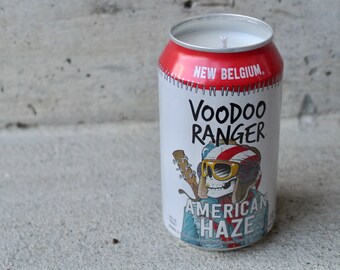 NEW BELGIUM.
VOODOO
RANGER
AMERICAN
HAZE